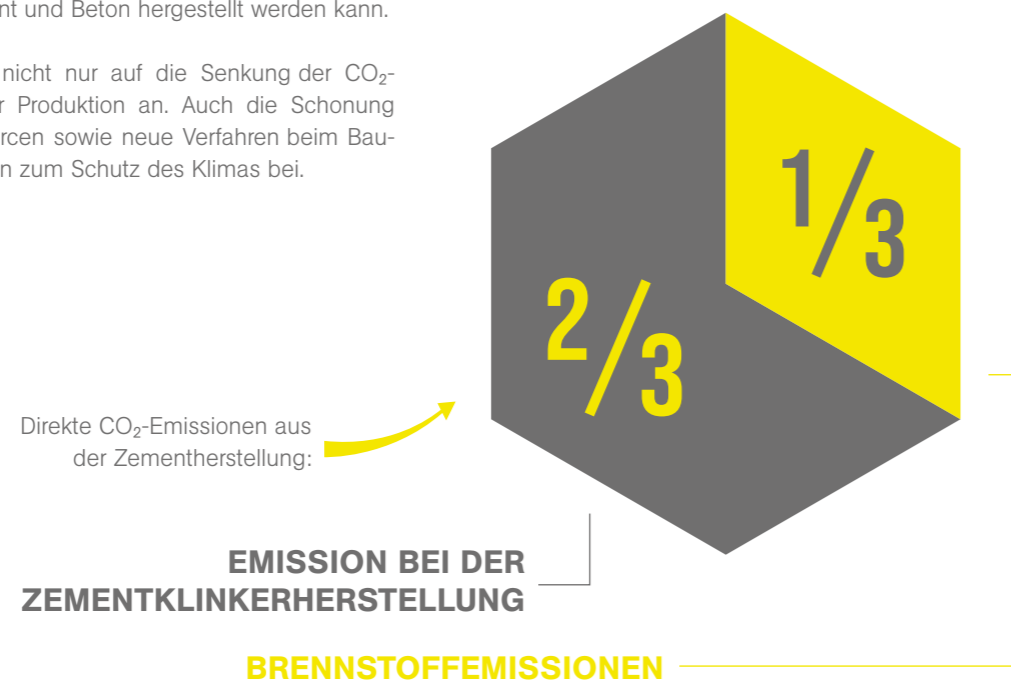 nt und Beton hergestellt werden kann.
nicht nur auf die Senkung der CO₂-
r Produktion an. Auch die Schonung
rcen sowie neue Verfahren beim Bau-
n zum Schutz des Klimas bei.
1/3
2/3
Direkte CO₂-Emissionen aus
der Zementherstellung:
EMISSION BEI DER
ZEMENTKLINKERHERSTELLUNG
BRENNSTOFFEMISSIONEN